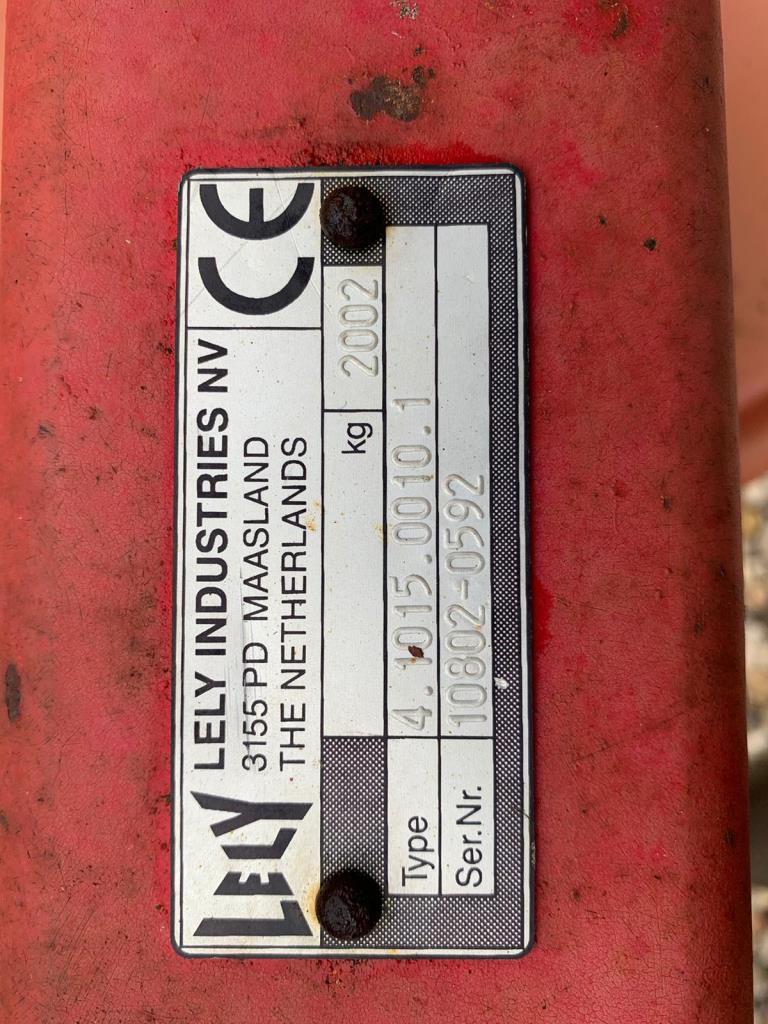 LELY
LELY INDUSTRIES NV
3155 PD MAASLAND
THE NETHERLANDS
CE
kg 2002
Type 4.1015.0010.1
Ser.Nr. 10802-0592